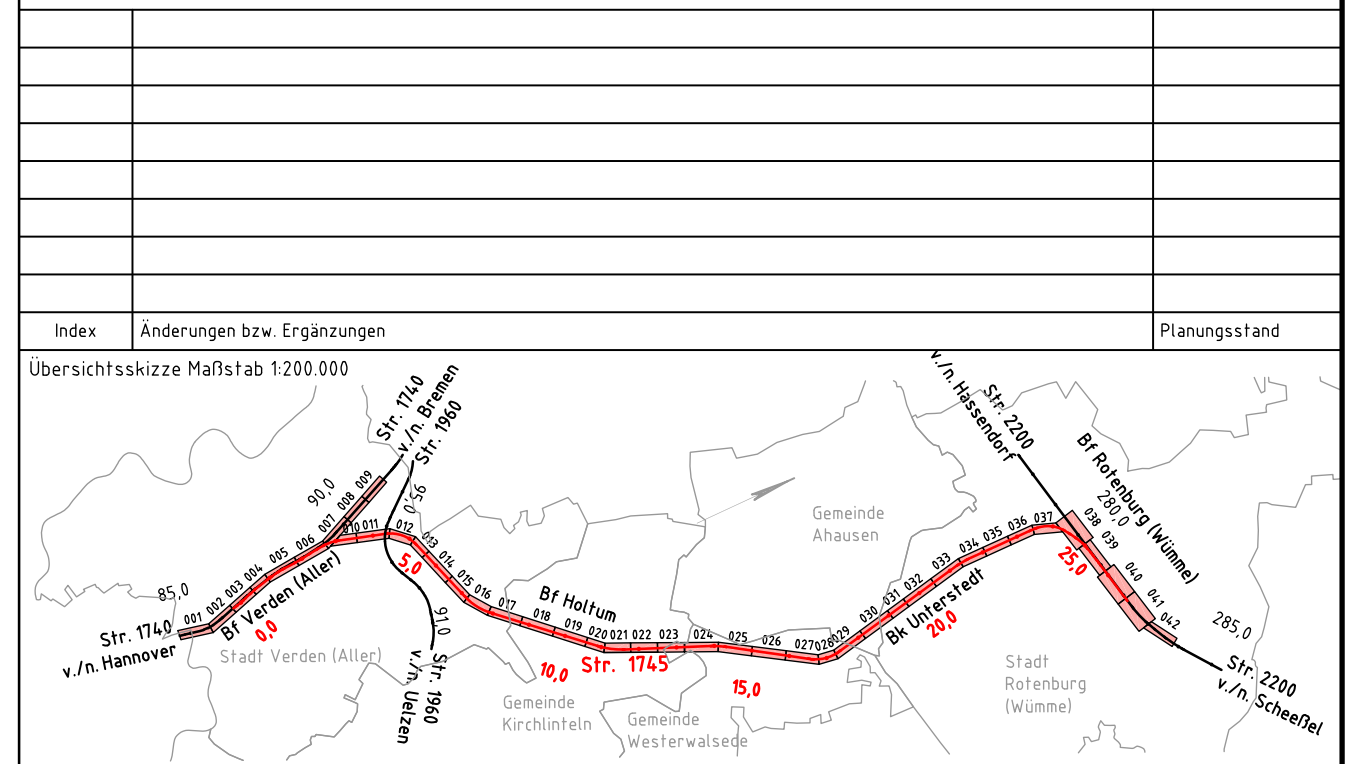 Index
Änderungen bzw. Ergänzungen
Planungsstand
Übersichtsskizze Maßstab 1:200.000
Str. 1740
v./n. Bremen
Str. 1960
90,0
95,0
85,0
Str. 1740
v./n. Hannover
001
002
003
004
005
006
007
008
009
010
011
012
013
014
015
016
017
018
019
020
021
022
023
024
025
026
027
028
029
030
031
032
033
034
035
036
037
038
039
040
041
042
Bf Verden (Aller)
0,0
Stadt Verden (Aller)
5,0
91,0
Str. 1960
v./n. Uelzen
Bf Holtum
10,0
Str. 1745
15,0
Gemeinde
Kirchlinteln
Gemeinde
Westerwalsede
Gemeinde
Ahausen
Bk Unterstedt
20,0
v./n. Hassendorf
Str. 2200
Bf Rotenburg (Wümme)
280,0
25,0
285,0
Stadt
Rotenburg
(Wümme)
Str. 2200
v./n. Scheeßel